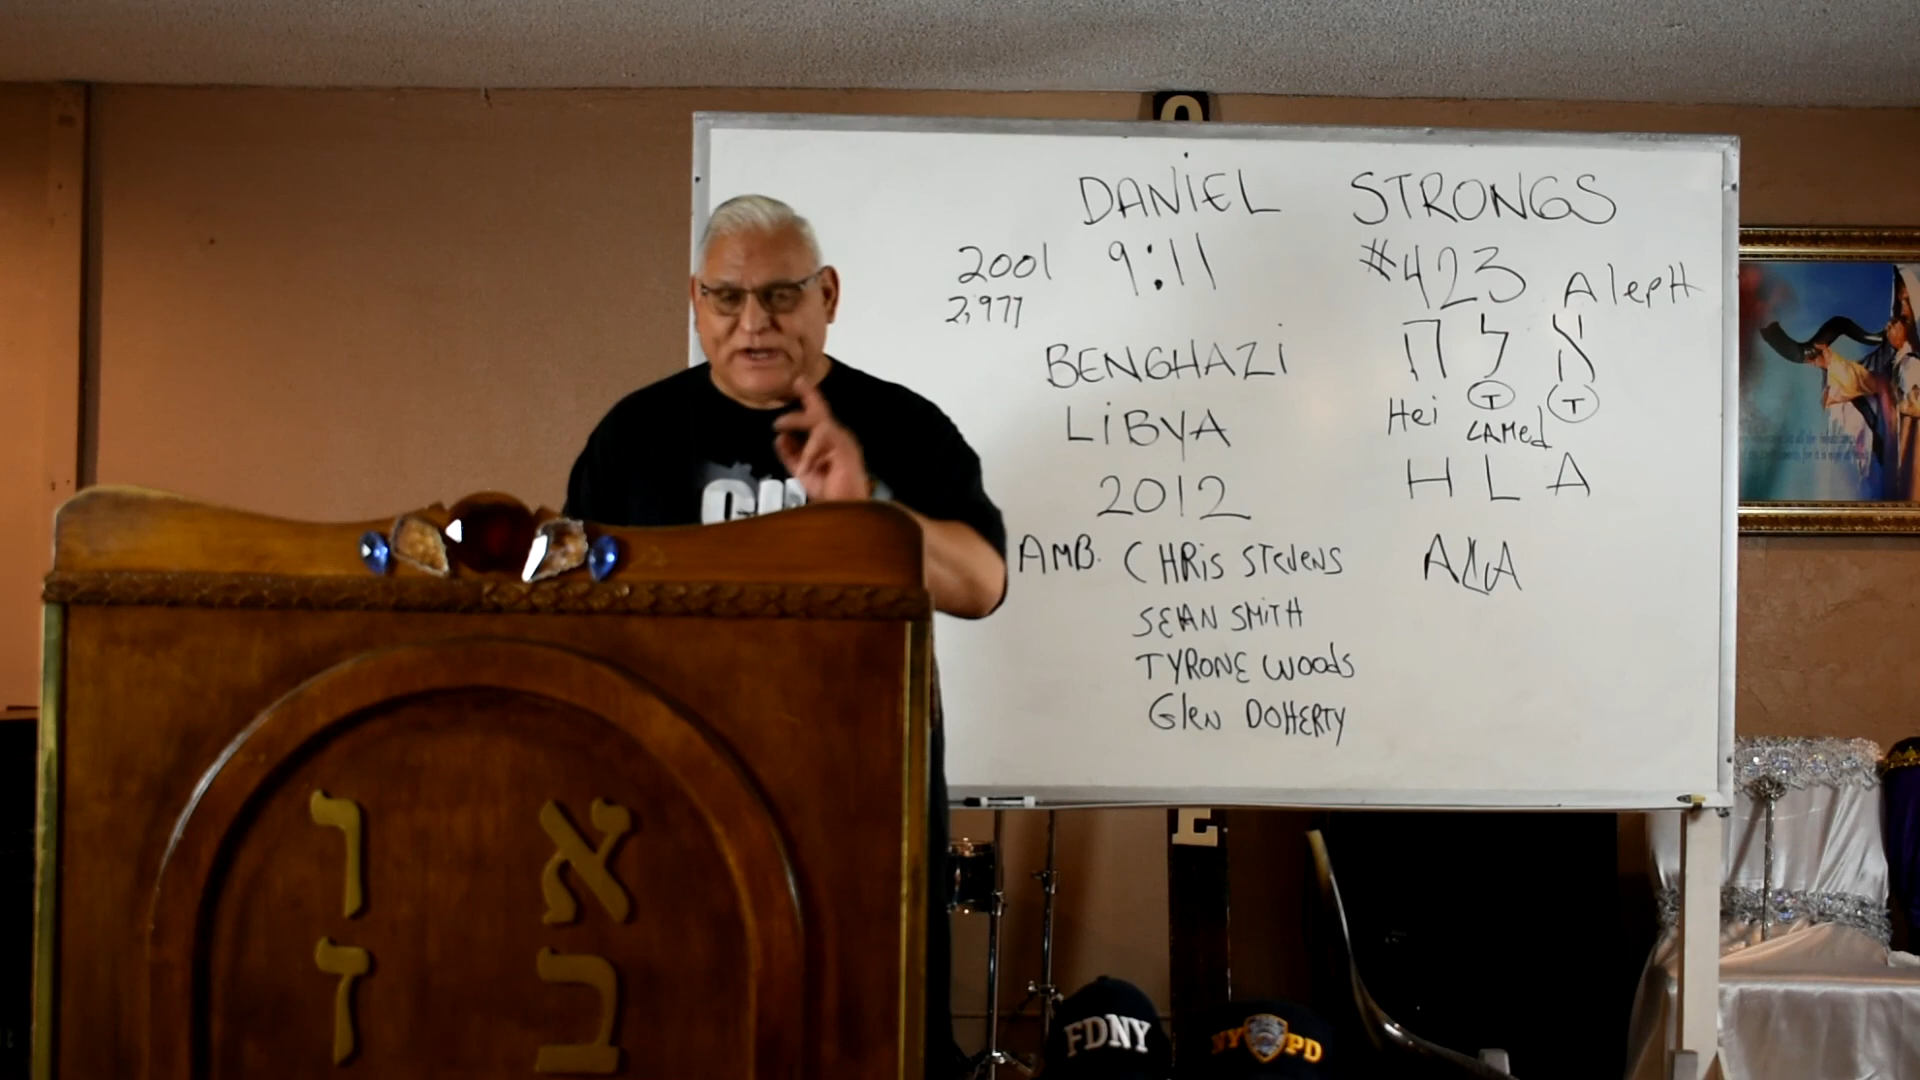 DANIEL STRONGS
2001 9:11 #423 Aleph
2,977
BENGHAZI ח ל א
LIBYA Hei T LAMed T
2012 H L A
AMB. CHRIS STEVENS ALA
SEAN SMITH
TYRONE WOODS
Glen DOHERTY
ו א
ז ב
FDNY
NYPD